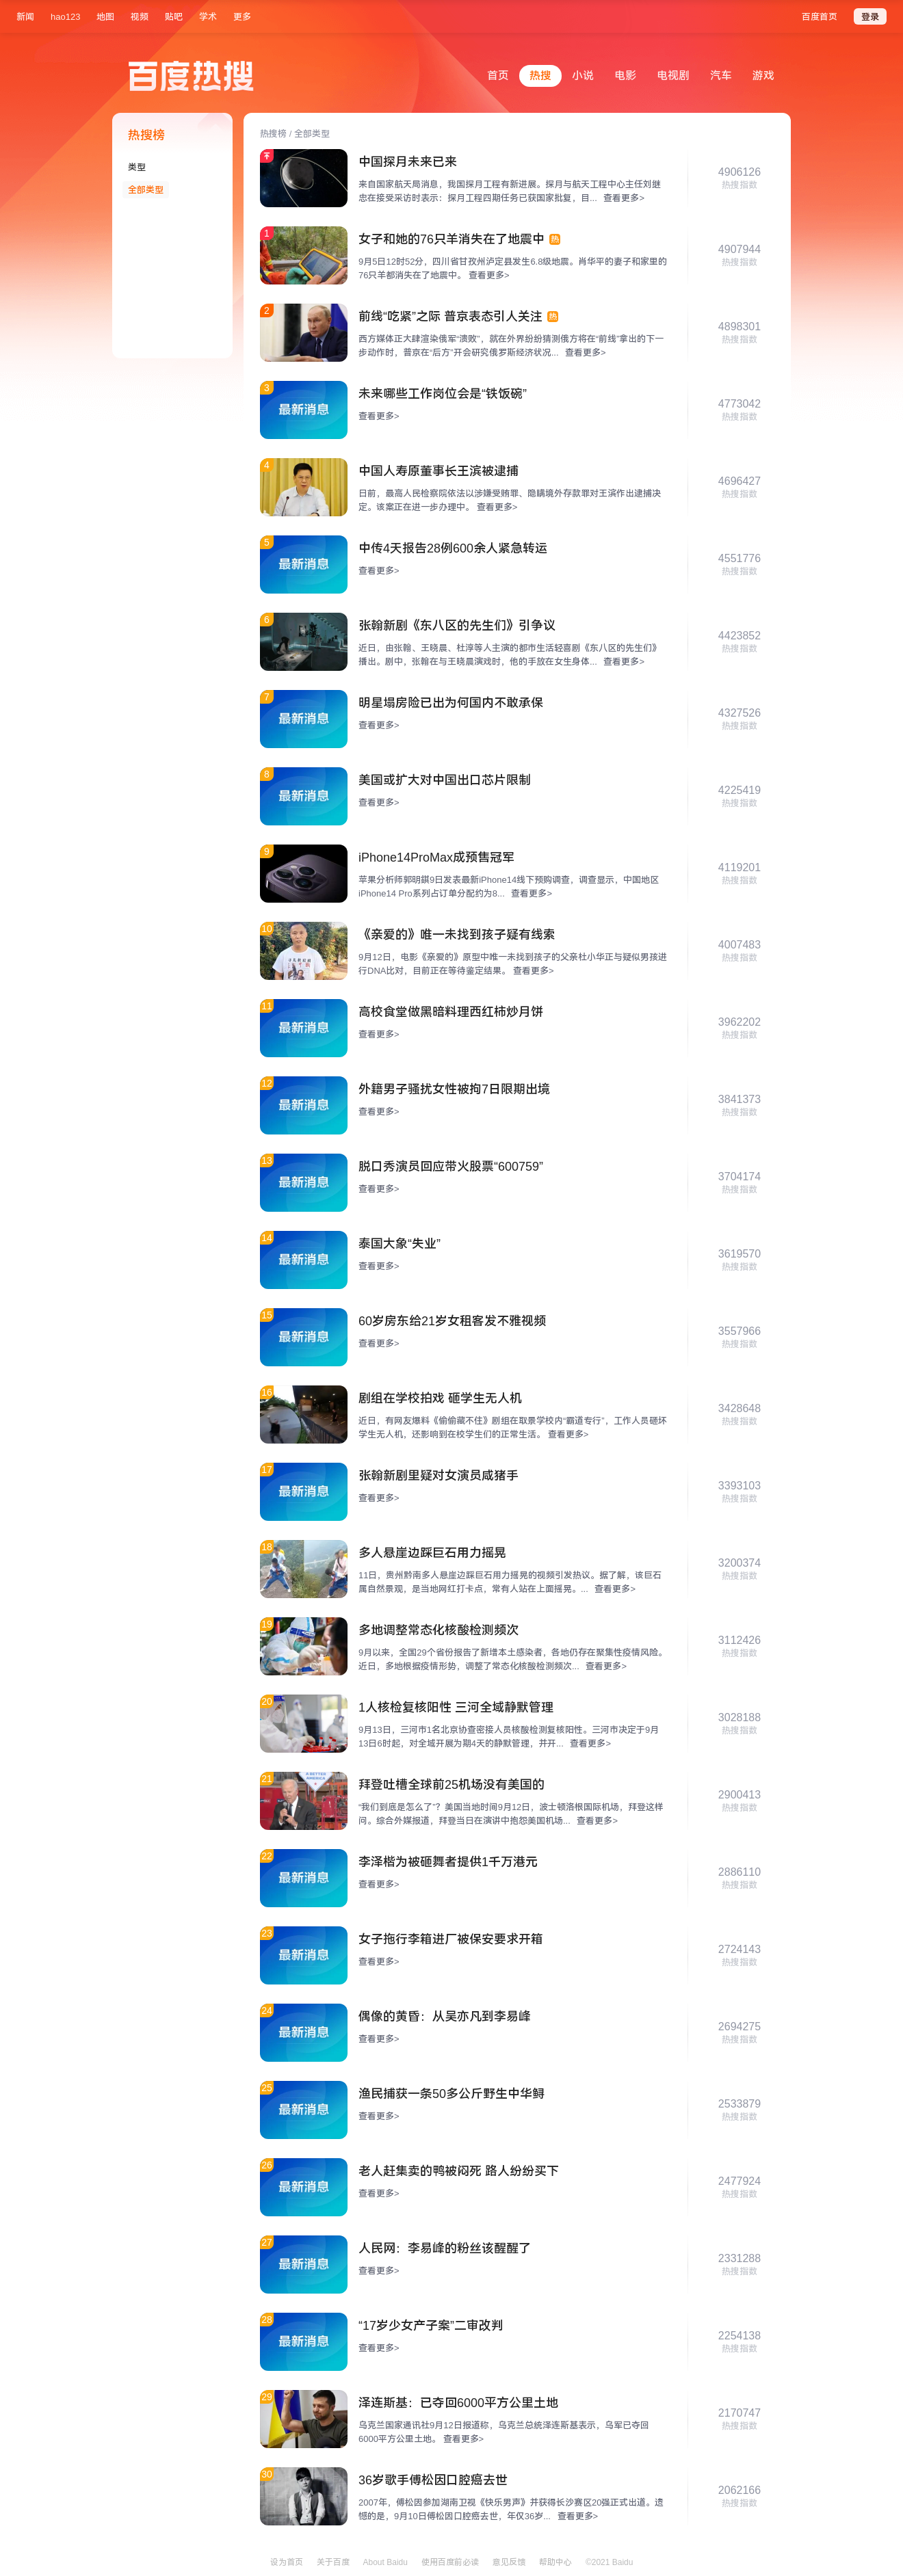 新闻 hao123 地图 视频 贴吧 学术 更多 百度首页 登录
百度热搜
首页 热搜 小说 电影 电视剧 汽车 游戏
热搜榜
类型
全部类型
热搜榜 / 全部类型
中国探月未来已来
来自国家航天局消息，我国探月工程有新进展。探月与航天工程中心主任刘继
忠在接受采访时表示：探月工程四期任务已获国家批复，目... 查看更多>
4906126
热搜指数
1
女子和她的76只羊消失在了地震中 热
9月5日12时52分，四川省甘孜州泸定县发生6.8级地震。肖华平的妻子和家里的
76只羊都消失在了地震中。 查看更多>
4907944
热搜指数
2
前线“吃紧”之际 普京表态引人关注 热
西方媒体正大肆渲染俄军“溃败”，就在外界纷纷猜测俄方将在“前线”拿出的下一
步动作时，普京在“后方”开会研究俄罗斯经济状况... 查看更多>
4898301
热搜指数
3
最新消息
未来哪些工作岗位会是“铁饭碗”
查看更多>
4773042
热搜指数
4
中国人寿原董事长王滨被逮捕
日前，最高人民检察院依法以涉嫌受贿罪、隐瞒境外存款罪对王滨作出逮捕决
定。该案正在进一步办理中。 查看更多>
4696427
热搜指数
5
最新消息
中传4天报告28例600余人紧急转运
查看更多>
4551776
热搜指数
6
张翰新剧《东八区的先生们》引争议
近日，由张翰、王晓晨、杜淳等人主演的都市生活轻喜剧《东八区的先生们》
播出。剧中，张翰在与王晓晨演戏时，他的手放在女生身体... 查看更多>
4423852
热搜指数
7
最新消息
明星塌房险已出为何国内不敢承保
查看更多>
4327526
热搜指数
8
最新消息
美国或扩大对中国出口芯片限制
查看更多>
4225419
热搜指数
9
iPhone14ProMax成预售冠军
苹果分析师郭明錤9日发表最新iPhone14线下预购调查，调查显示，中国地区
iPhone14 Pro系列占订单分配约为8... 查看更多>
4119201
热搜指数
10
《亲爱的》唯一未找到孩子疑有线索
9月12日，电影《亲爱的》原型中唯一未找到孩子的父亲杜小华正与疑似男孩进
行DNA比对，目前正在等待鉴定结果。 查看更多>
4007483
热搜指数
11
最新消息
高校食堂做黑暗料理西红柿炒月饼
查看更多>
3962202
热搜指数
12
最新消息
外籍男子骚扰女性被拘7日限期出境
查看更多>
3841373
热搜指数
13
最新消息
脱口秀演员回应带火股票“600759”
查看更多>
3704174
热搜指数
14
最新消息
泰国大象“失业”
查看更多>
3619570
热搜指数
15
最新消息
60岁房东给21岁女租客发不雅视频
查看更多>
3557966
热搜指数
16
剧组在学校拍戏 砸学生无人机
近日，有网友爆料《偷偷藏不住》剧组在取景学校内“霸道专行”，工作人员砸坏
学生无人机，还影响到在校学生们的正常生活。 查看更多>
3428648
热搜指数
17
最新消息
张翰新剧里疑对女演员咸猪手
查看更多>
3393103
热搜指数
18
多人悬崖边踩巨石用力摇晃
11日，贵州黔南多人悬崖边踩巨石用力摇晃的视频引发热议。据了解，该巨石
属自然景观，是当地网红打卡点，常有人站在上面摇晃。... 查看更多>
3200374
热搜指数
19
多地调整常态化核酸检测频次
9月以来，全国29个省份报告了新增本土感染者，各地仍存在聚集性疫情风险。
近日，多地根据疫情形势，调整了常态化核酸检测频次... 查看更多>
3112426
热搜指数
20
1人核检复核阳性 三河全域静默管理
9月13日，三河市1名北京协查密接人员核酸检测复核阳性。三河市决定于9月
13日6时起，对全域开展为期4天的静默管理，并开... 查看更多>
3028188
热搜指数
21
拜登吐槽全球前25机场没有美国的
“我们到底是怎么了”？美国当地时间9月12日，波士顿洛根国际机场，拜登这样
问。综合外媒报道，拜登当日在演讲中抱怨美国机场... 查看更多>
2900413
热搜指数
22
最新消息
李泽楷为被砸舞者提供1千万港元
查看更多>
2886110
热搜指数
23
最新消息
女子拖行李箱进厂被保安要求开箱
查看更多>
2724143
热搜指数
24
最新消息
偶像的黄昏：从吴亦凡到李易峰
查看更多>
2694275
热搜指数
25
最新消息
渔民捕获一条50多公斤野生中华鲟
查看更多>
2533879
热搜指数
26
最新消息
老人赶集卖的鸭被闷死 路人纷纷买下
查看更多>
2477924
热搜指数
27
最新消息
人民网：李易峰的粉丝该醒醒了
查看更多>
2331288
热搜指数
28
最新消息
“17岁少女产子案”二审改判
查看更多>
2254138
热搜指数
29
泽连斯基：已夺回6000平方公里土地
乌克兰国家通讯社9月12日报道称，乌克兰总统泽连斯基表示，乌军已夺回
6000平方公里土地。 查看更多>
2170747
热搜指数
30
36岁歌手傅松因口腔癌去世
2007年，傅松因参加湖南卫视《快乐男声》并获得长沙赛区20强正式出道。遗
憾的是，9月10日傅松因口腔癌去世，年仅36岁... 查看更多>
2062166
热搜指数
设为首页 关于百度 About Baidu 使用百度前必读 意见反馈 帮助中心 ©2021 Baidu